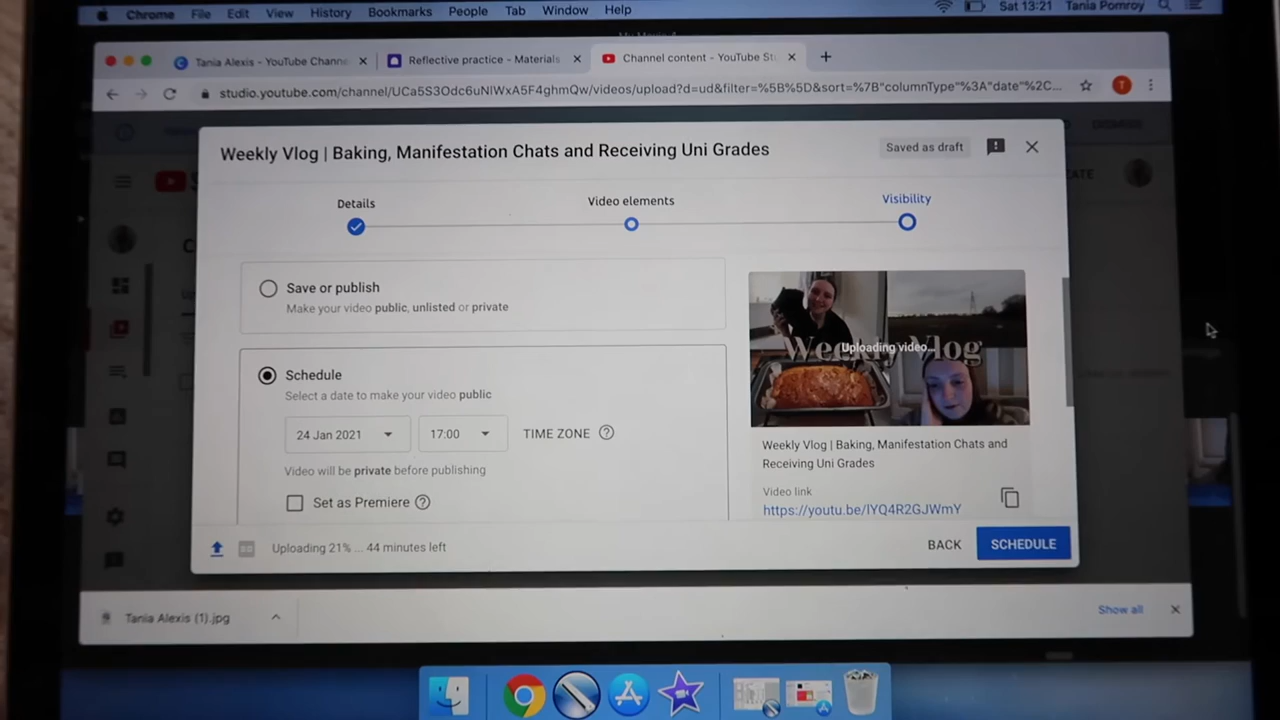 Chrome File Edit View History Bookmarks People Tab Window Help
Sat 13:21 Tania Pomroy
Tania Alexis - YouTube Channe
Reflective practice - Materials
Channel content - YouTube St
studio.youtube.com/channel/UCa5S3Odc6uNIWxA5F4ghmQw/videos/upload?d=ud&filter=%5B%5D&sort=%7B"columnType"%3A"date"%2C...
T
Weekly Vlog | Baking, Manifestation Chats and Receiving Uni Grades
Saved as draft
Details
Video elements
Visibility
Save or publish
Make your video public, unlisted or private
Schedule
Select a date to make your video public
24 Jan 2021
17:00
TIME ZONE
Video will be private before publishing
Set as Premiere
Weekly Vlog
Uploading video...
Weekly Vlog | Baking, Manifestation Chats and
Receiving Uni Grades
Video link
https://youtu.be/lYQ4R2GJWmY
Uploading 21% ... 44 minutes left
BACK
SCHEDULE
Tania Alexis (1).jpg
Show all